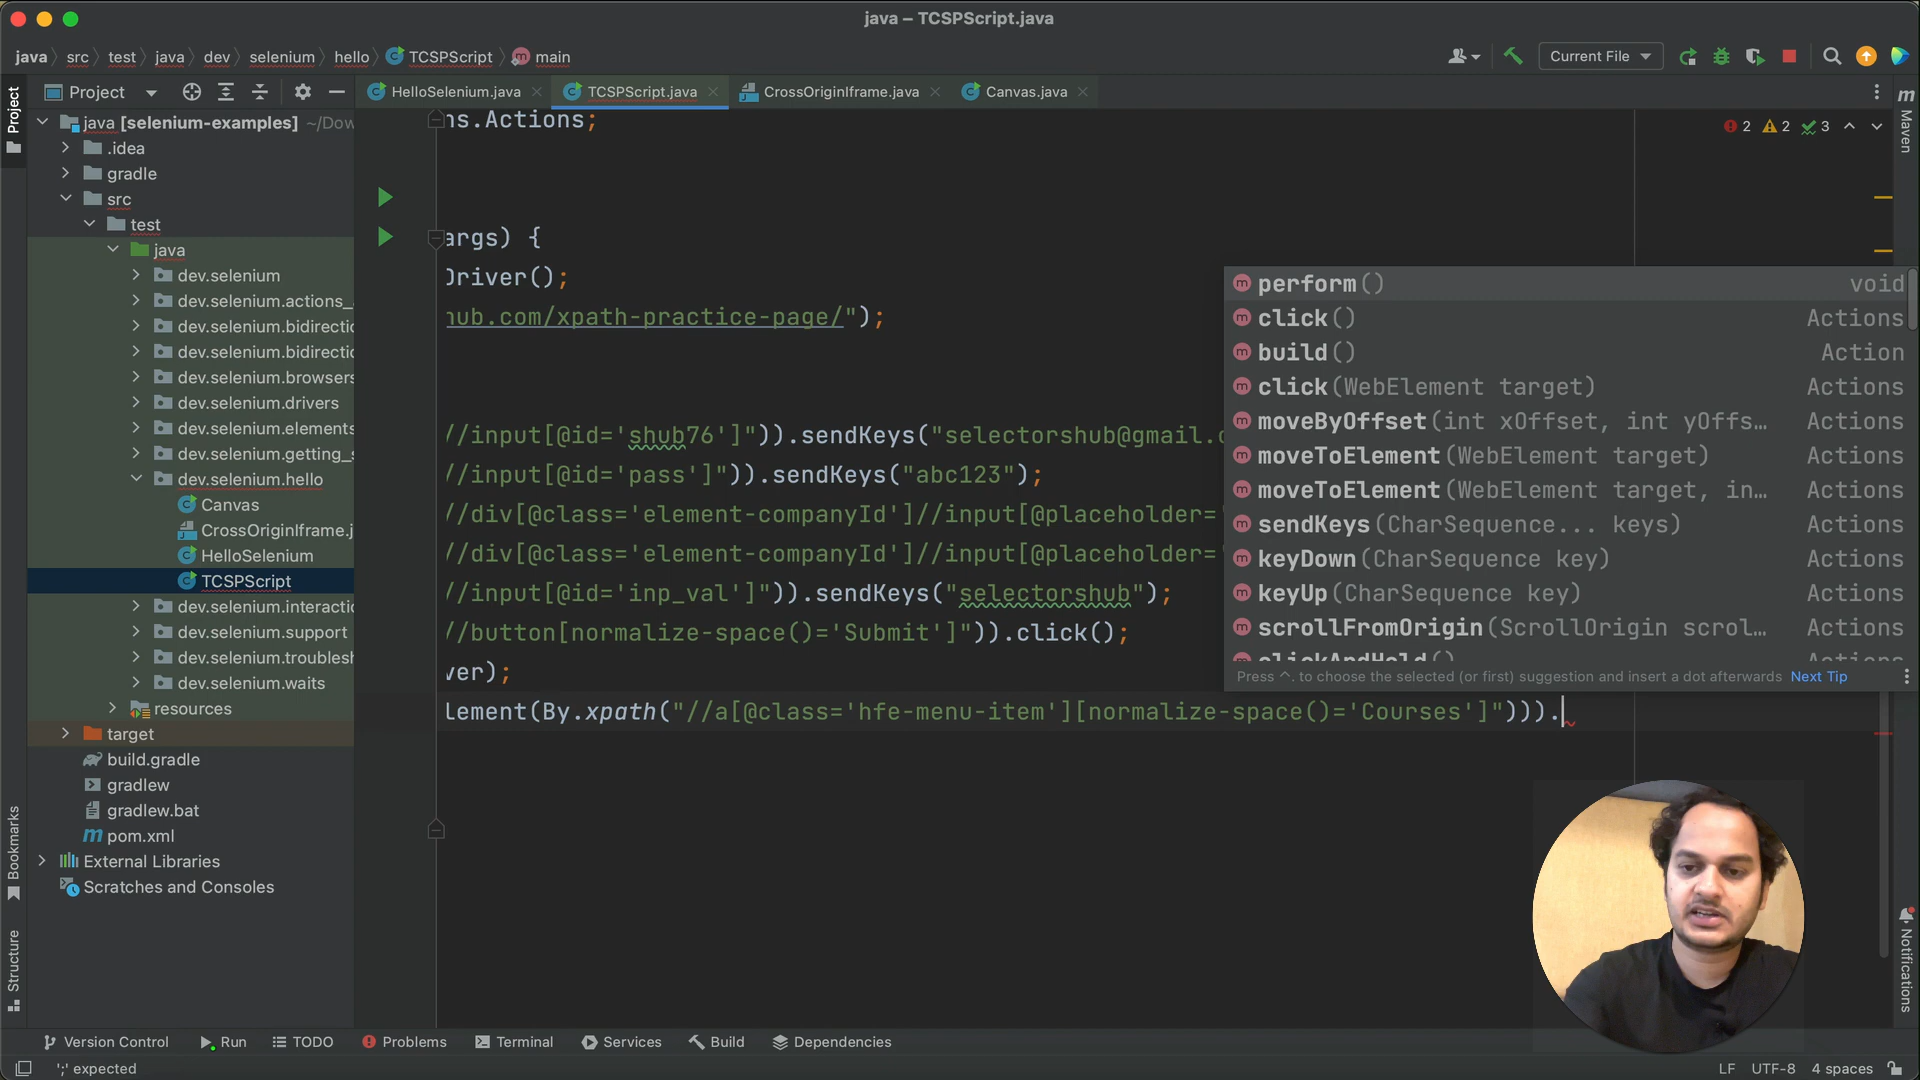 java – TCSPScript.java
java src test java dev selenium hello TCSPScript main
Current File
Project
HelloSelenium.java
TCSPScript.java
CrossOriginIframe.java
Canvas.java
Project
Maven
java [selenium-examples] ~/Dow
.idea
gradle
src
test
java
dev.selenium
dev.selenium.actions_
dev.selenium.bidirectic
dev.selenium.bidirectic
dev.selenium.browsers
dev.selenium.drivers
dev.selenium.elements
dev.selenium.getting_s
dev.selenium.hello
Canvas
CrossOriginIframe.j
HelloSelenium
TCSPScript
dev.selenium.interactic
dev.selenium.support
dev.selenium.troublesh
dev.selenium.waits
resources
target
build.gradle
gradlew
gradlew.bat
pom.xml
External Libraries
Scratches and Consoles
Bookmarks
Structure
ns.Actions;
2 2 3
args) {
Driver();
hub.com/xpath-practice-page/");
//input[@id='shub76']")).sendKeys("selectorshub@gmail.c
//input[@id='pass']")).sendKeys("abc123");
//div[@class='element-companyId']//input[@placeholder='
//div[@class='element-companyId']//input[@placeholder='
//input[@id='inp_val']")).sendKeys("selectorshub");
//button[normalize-space()='Submit']")).click();
ver);
lement(By.xpath("//a[@class='hfe-menu-item'][normalize-space()='Courses']"))).
perform() void
click() Actions
build() Action
click(WebElement target) Actions
moveByOffset(int xOffset, int yOffs… Actions
moveToElement(WebElement target) Actions
moveToElement(WebElement target, in… Actions
sendKeys(CharSequence... keys) Actions
keyDown(CharSequence key) Actions
keyUp(CharSequence key) Actions
scrollFromOrigin(ScrollOrigin scrol… Actions
clickAndHold() Actions
Press ^. to choose the selected (or first) suggestion and insert a dot afterwards Next Tip
Notifications
Version Control Run TODO Problems Terminal Services Build Dependencies
';' expected
LF UTF-8 4 spaces